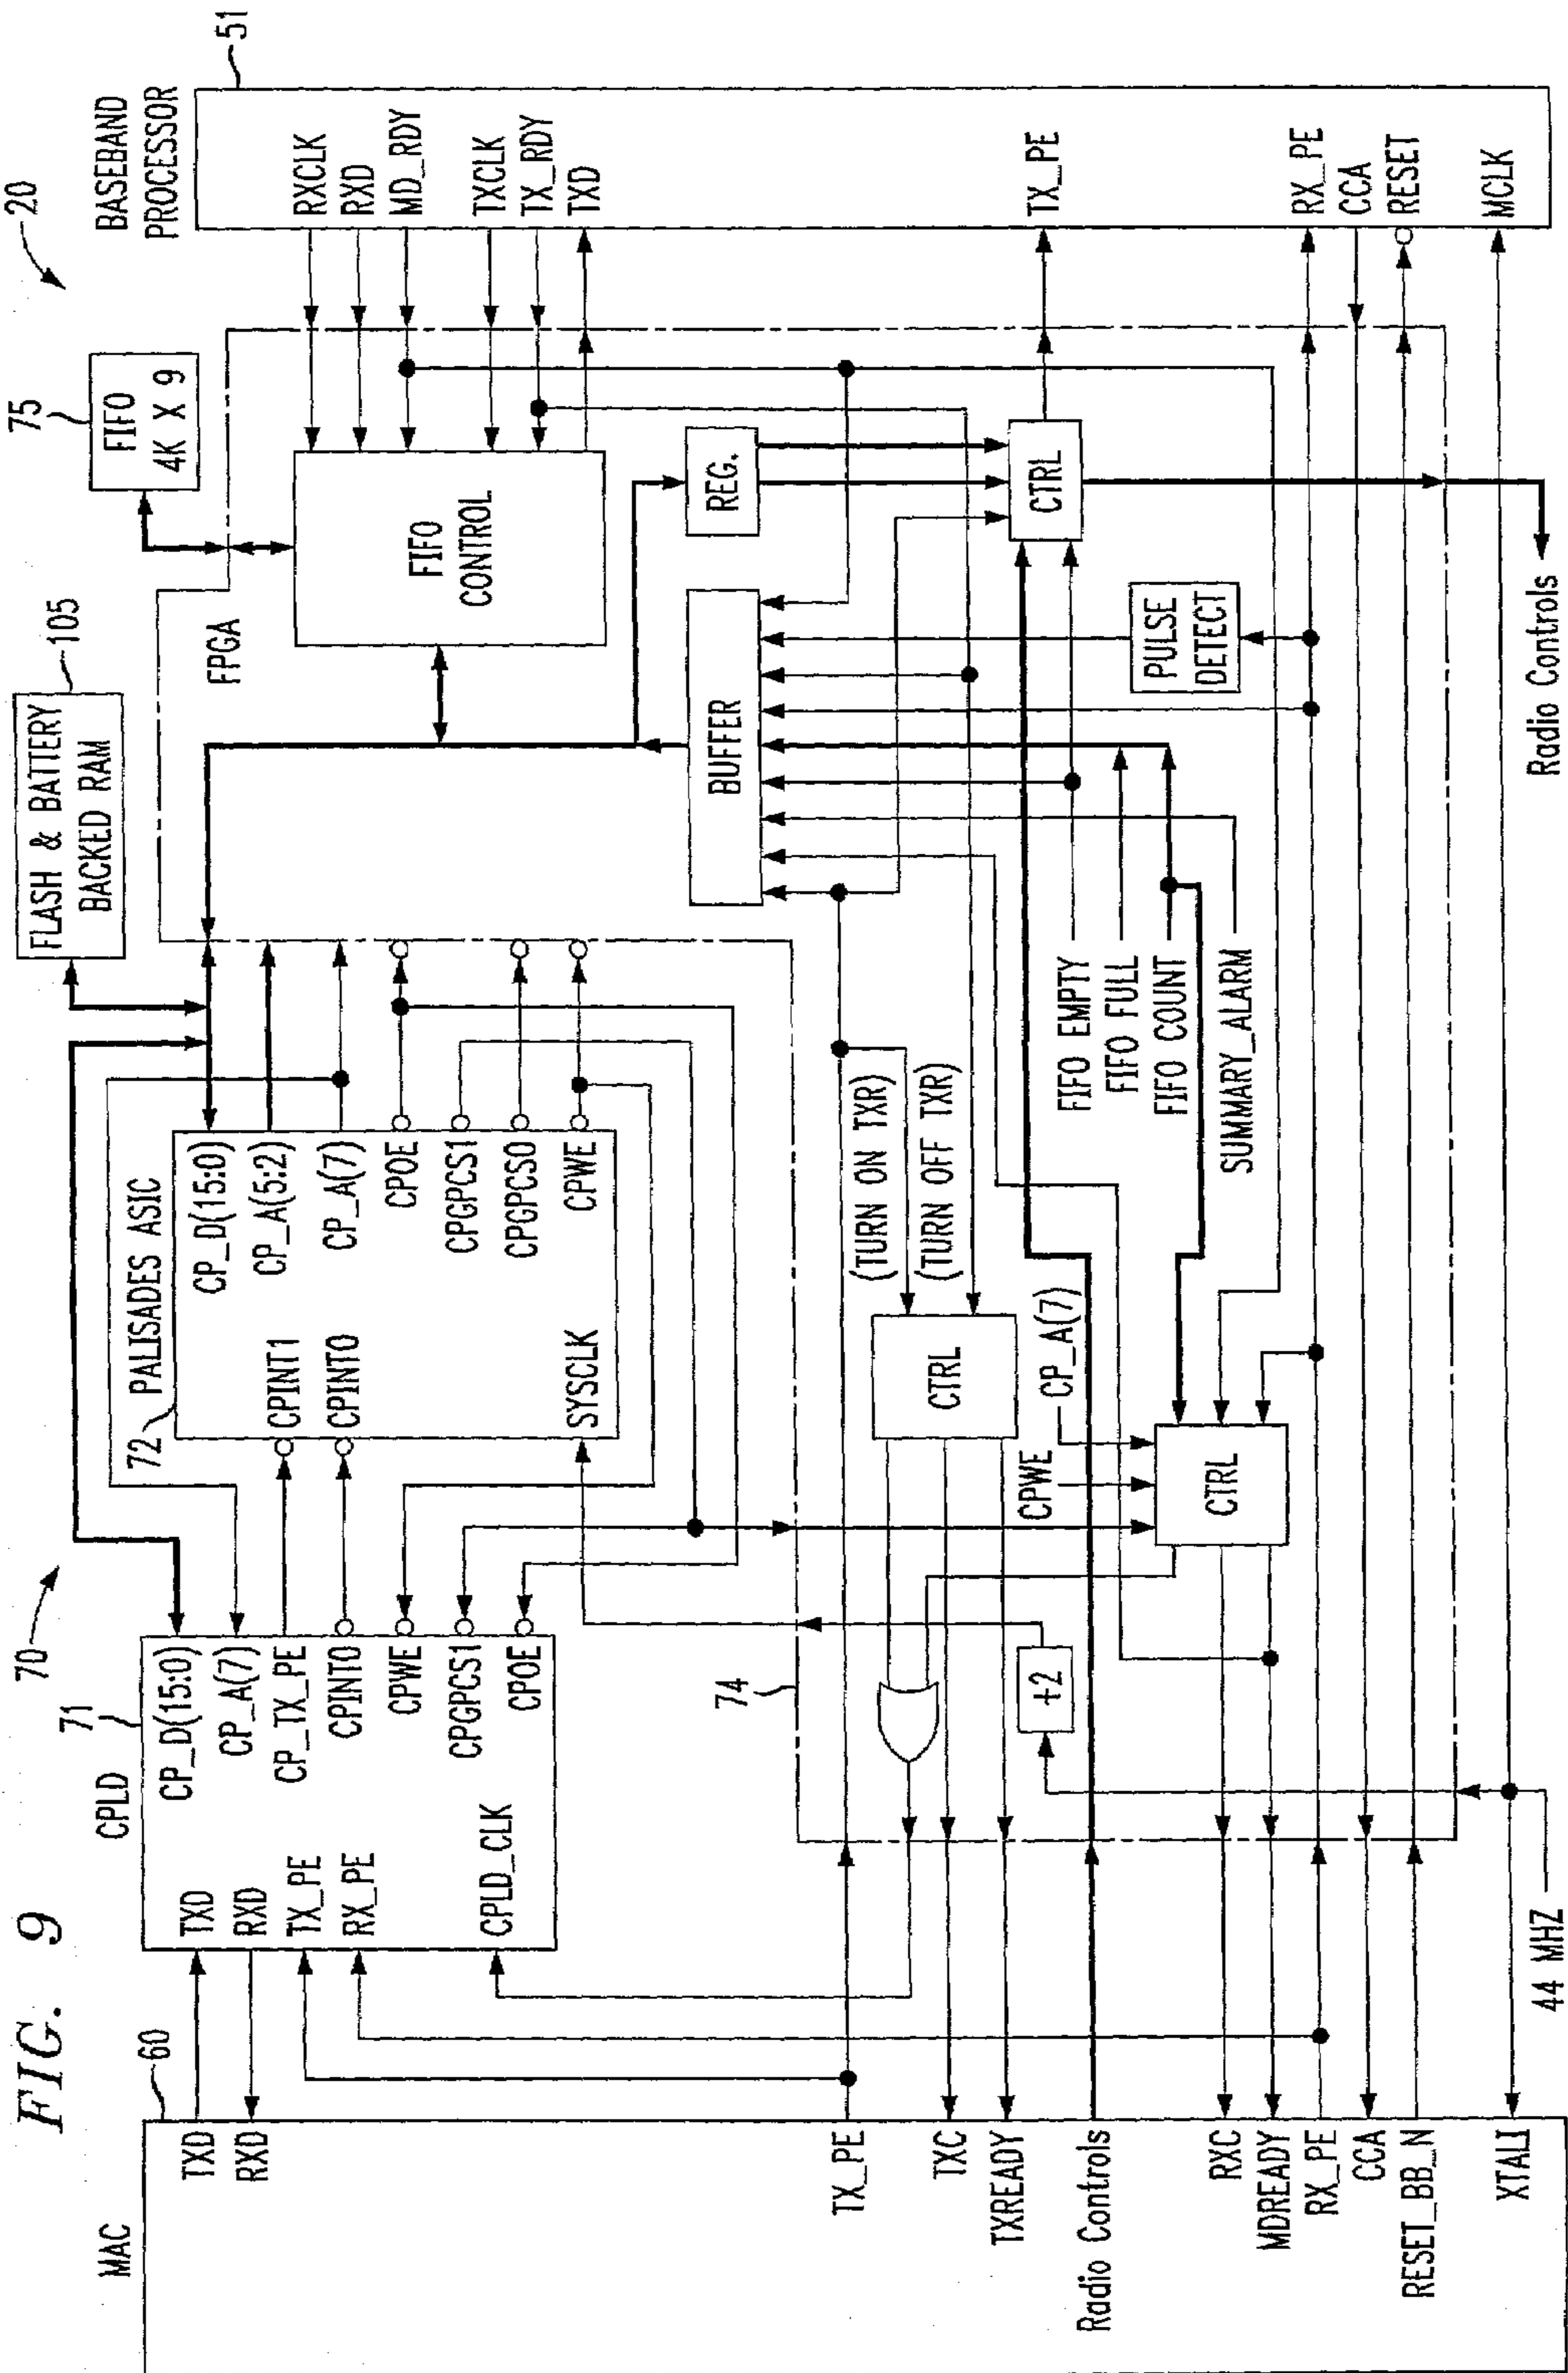 FIG. 9
20
70
MAC
60
TXD
RXD
TX_PE
TXC
TXREADY
Radio Controls
RXC
MDREADY
RX_PE
CCA
RESET_BB_N
XTALI
44 MHZ
CPLD
71
TXD
RXD
TX_PE
RX_PE
CPLD_CLK
CP_D(15:0)
CP_A(7)
CP_TX_PE
CPINT0
CPWE
CPGPCS1
CPOE
72
PALISADES ASIC
CPINT1
CPINT0
SYSCLK
CP_D(15:0)
CP_A(5:2)
CP_A(7)
CPOE
CPGPCS1
CPGPCS0
CPWE
FLASH & BATTERY
BACKED RAM
105
74
÷2
CTRL
(TURN ON TXR)
(TURN OFF TXR)
CPWE
CP_A(7)
CTRL
FIFO EMPTY
FIFO FULL
FIFO COUNT
SUMMARY_ALARM
FPGA
FIFO
CONTROL
75
FIFO
4K X 9
BUFFER
REG.
CTRL
PULSE
DETECT
Radio Controls
BASEBAND
PROCESSOR
51
RXCLK
RXD
MD_RDY
TXCLK
TX_RDY
TXD
TX_PE
RX_PE
CCA
RESET
MCLK